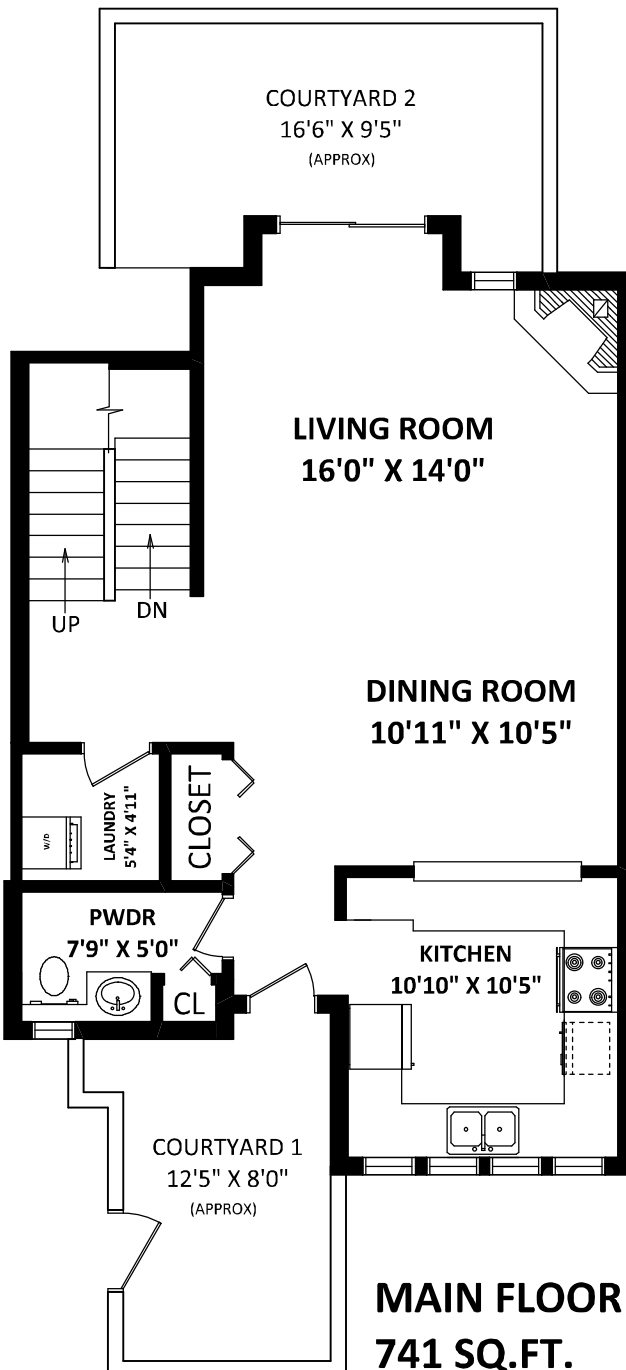 COURTYARD 2
16'6" X 9'5"
(APPROX)
LIVING ROOM
16'0" X 14'0"
UP
DN
DINING ROOM
10'11" X 10'5"
LAUNDRY
5'4" X 4'11"
W/D
CLOSET
PWDR
7'9" X 5'0"
CL
KITCHEN
10'10" X 10'5"
COURTYARD 1
12'5" X 8'0"
(APPROX)
MAIN FLOOR
741 SQ.FT.